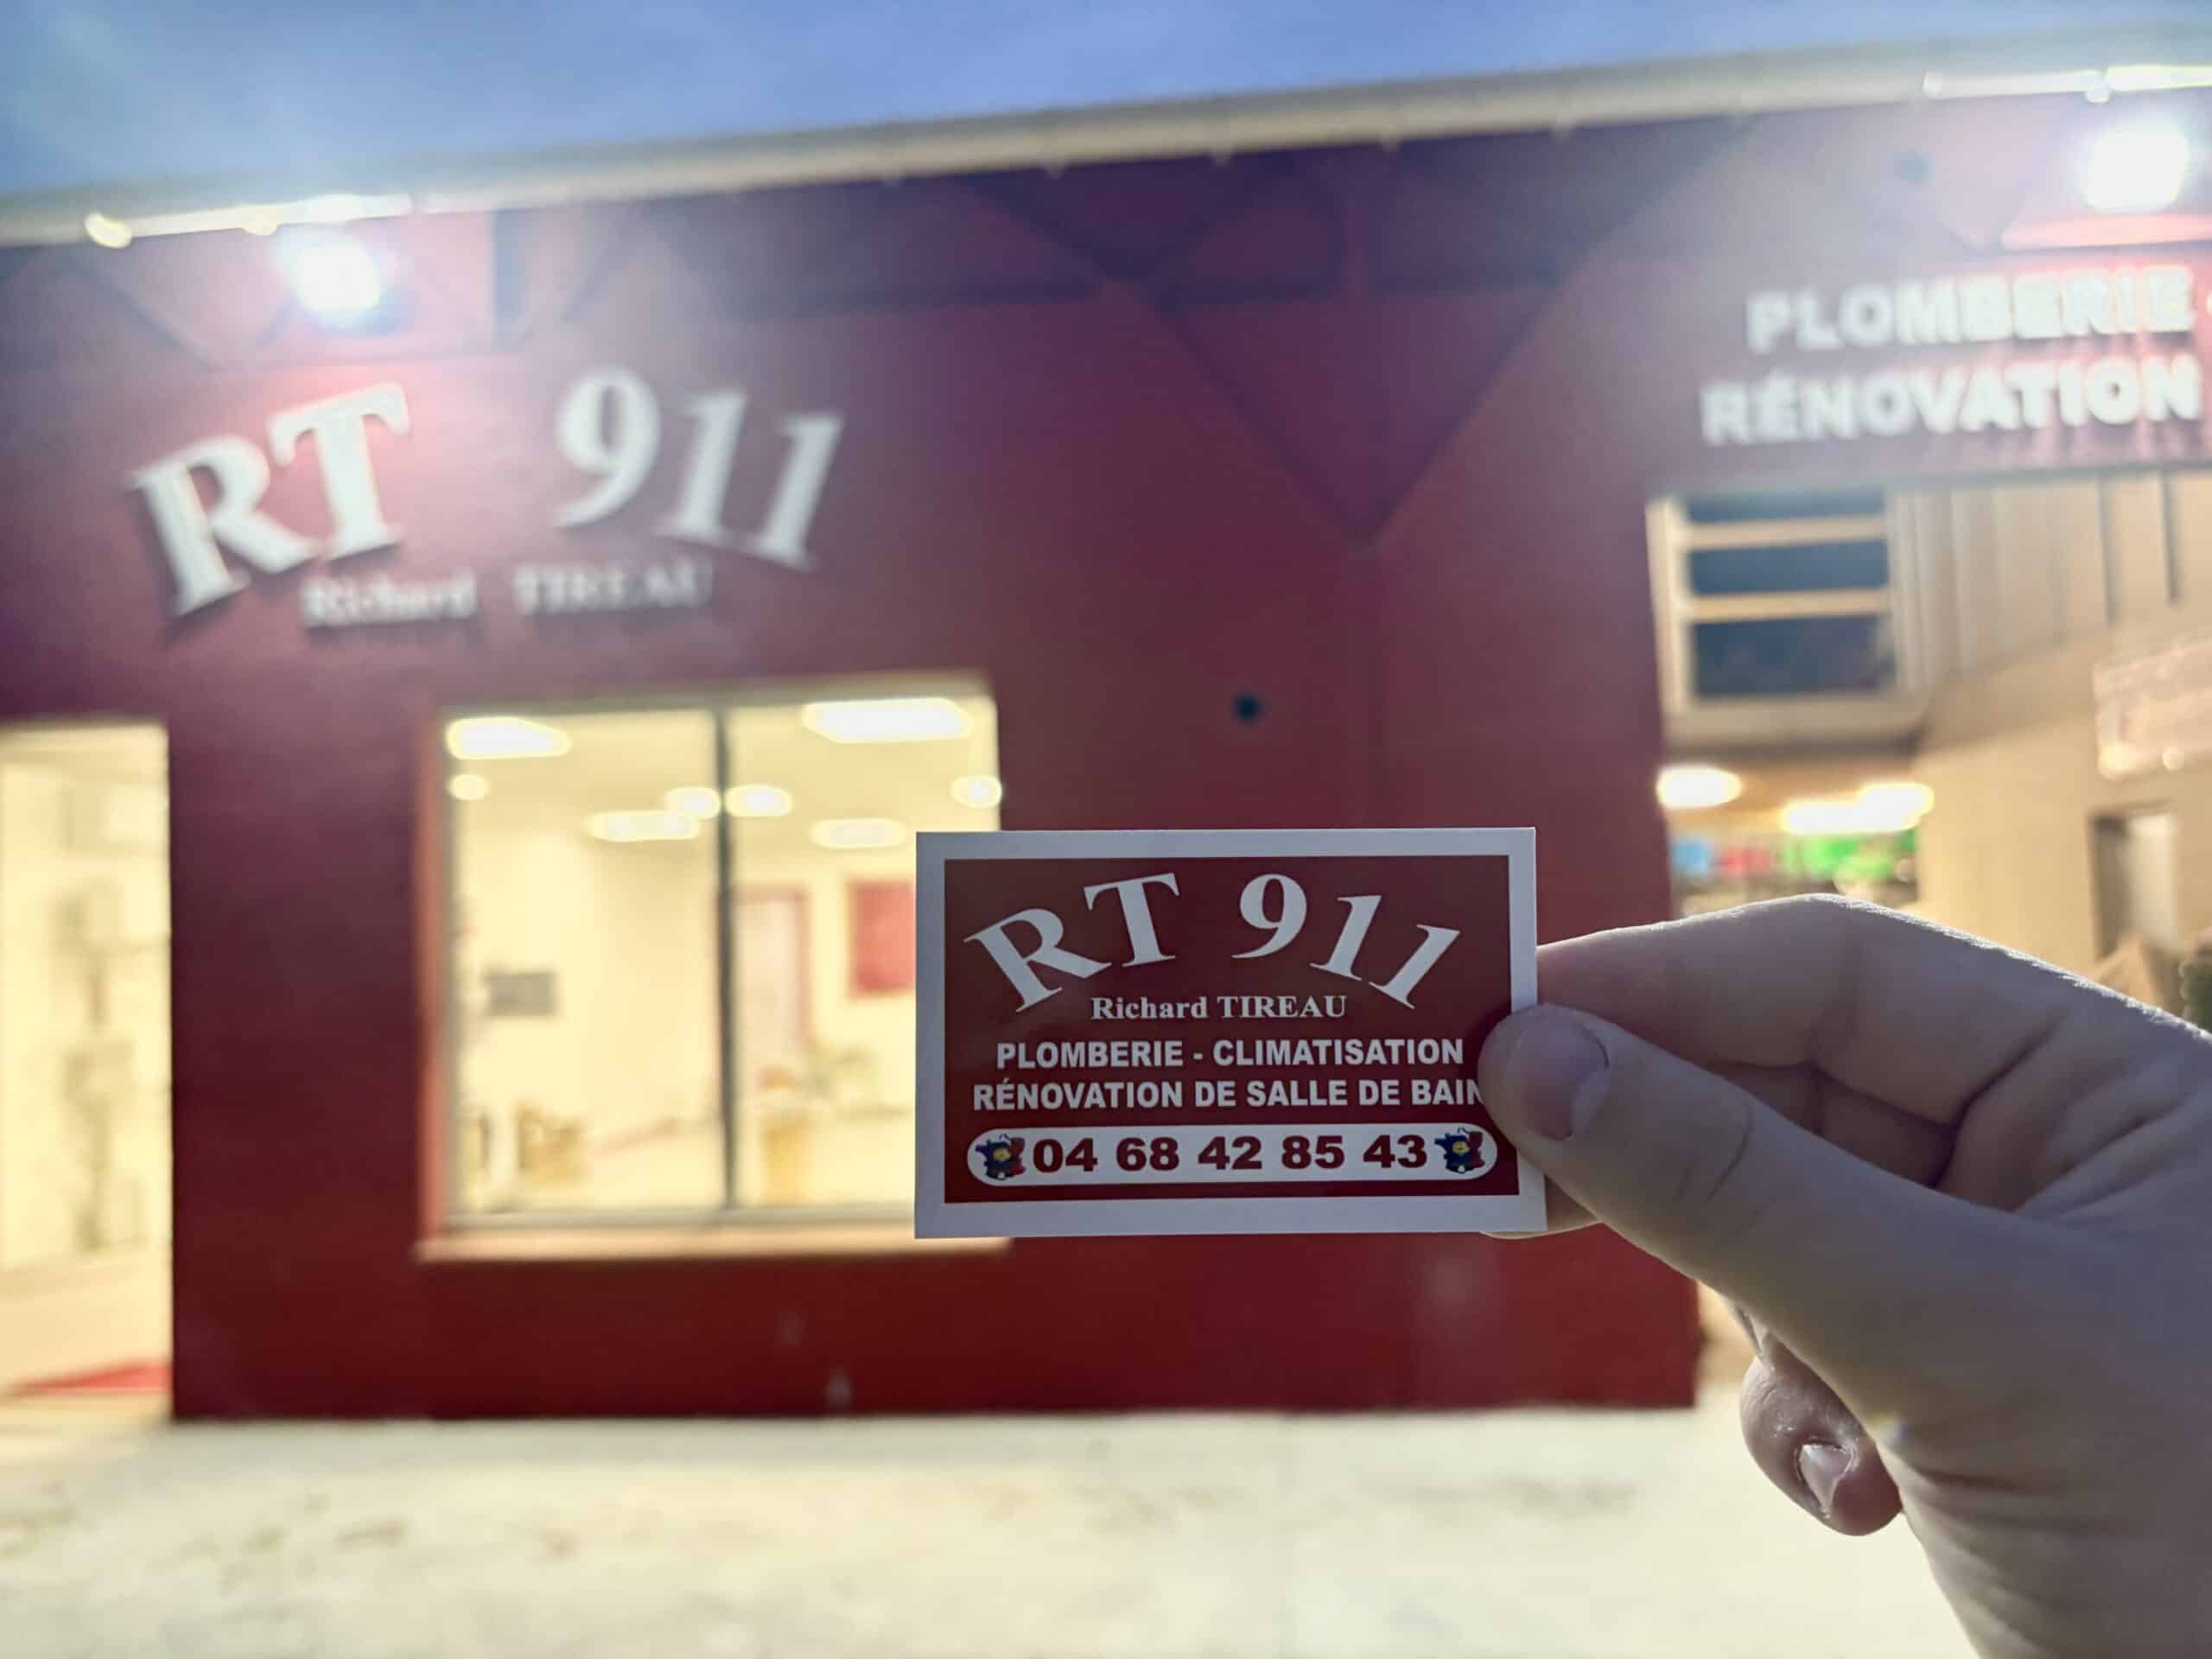 RT 911
Richard TIREAU
PLOMBERIE -
RÉNOVATION
RT 911
Richard TIREAU
PLOMBERIE - CLIMATISATION
RÉNOVATION DE SALLE DE BAIN
04 68 42 85 43